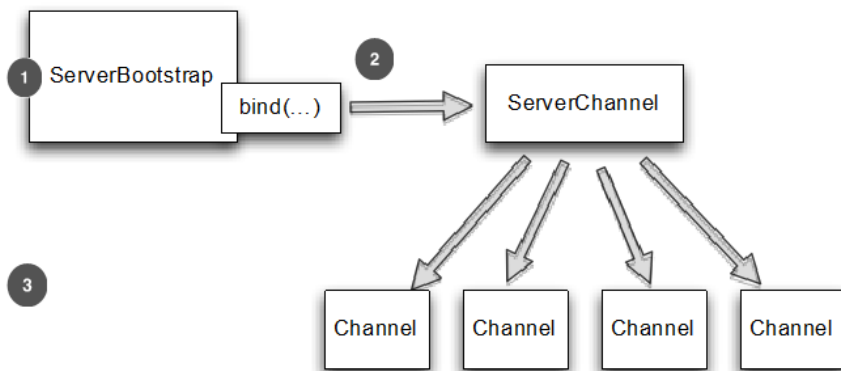 1
ServerBootstrap
bind(...)
2
ServerChannel
3
Channel
Channel
Channel
Channel